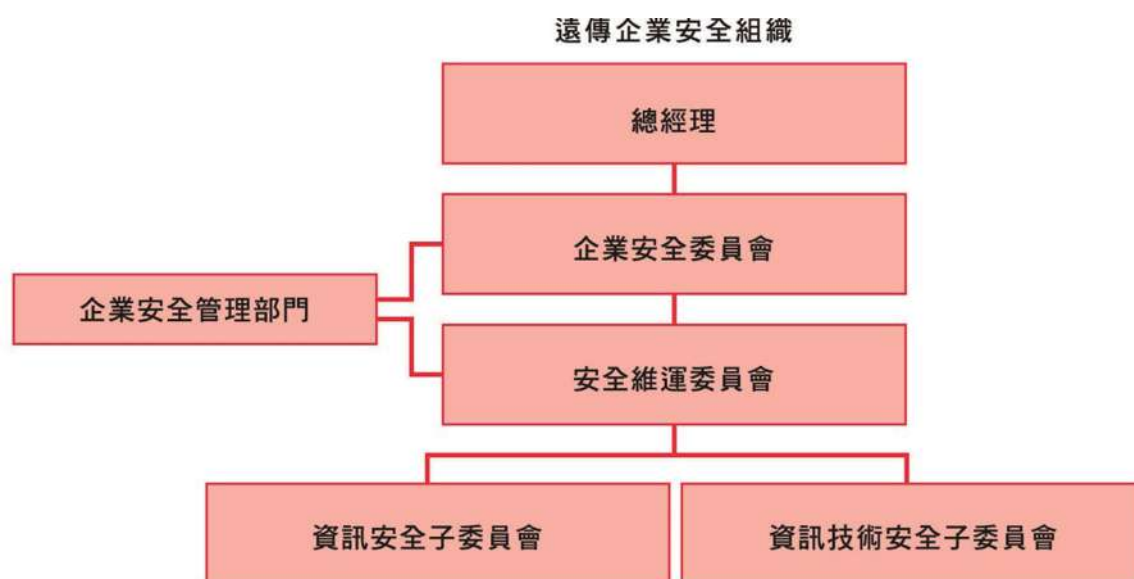 遠傳企業安全組織
總經理
企業安全委員會
企業安全管理部門
安全維運委員會
資訊安全子委員會
資訊技術安全子委員會